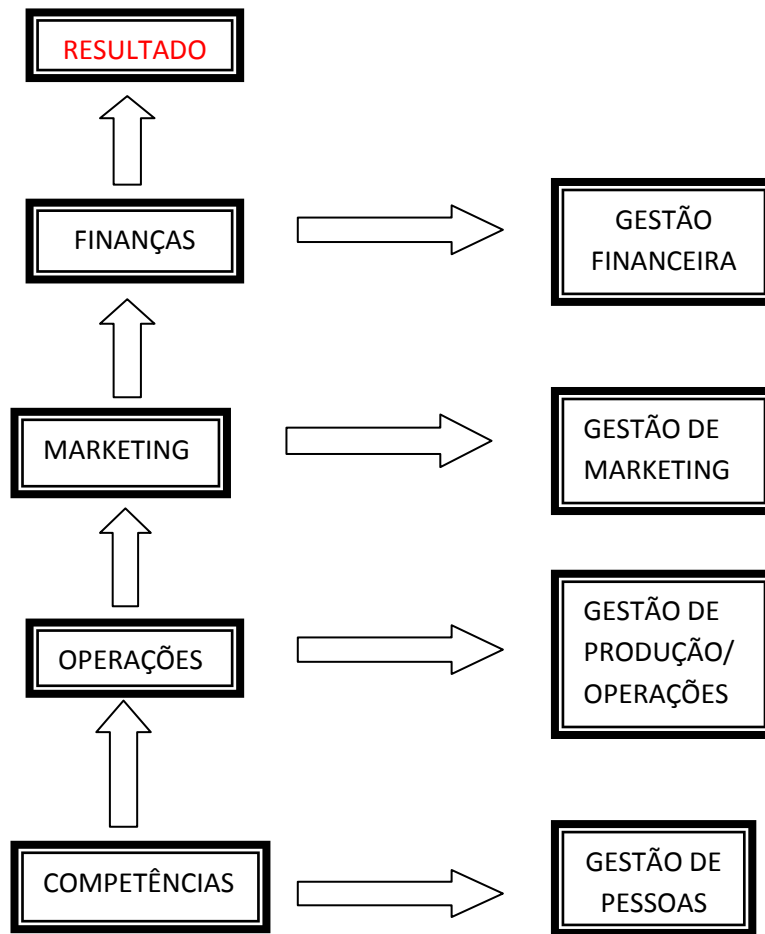 RESULTADO
FINANÇAS
GESTÃO
FINANCEIRA
MARKETING
GESTÃO DE
MARKETING
OPERAÇÕES
GESTÃO DE
PRODUÇÃO/
OPERAÇÕES
COMPETÊNCIAS
GESTÃO DE
PESSOAS